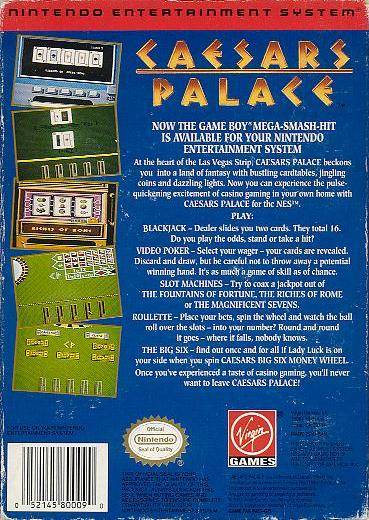 NINTENDO ENTERTAINMENT SYSTEM™
CAESARS
PALACE™
NOW THE GAME BOY® MEGA-SMASH-HIT
IS AVAILABLE FOR YOUR NINTENDO
ENTERTAINMENT SYSTEM
At the heart of the Las Vegas Strip, CAESARS PALACE beckons
you into a land of fantasy with bustling cardtables, jingling
coins and dazzling lights. Now you can experience the pulse-
quickening excitement of casino gaming in your own home with
CAESARS PALACE for the NES™.
PLAY:
BLACKJACK – Dealer slides you two cards. They total 16.
Do you play the odds, stand or take a hit?
VIDEO POKER – Select your wager – your cards are revealed.
Discard and draw, but be careful not to throw away a potential
winning hand. It's as much a game of skill as of chance.
SLOT MACHINES – Try to coax a jackpot out of
THE FOUNTAINS OF FORTUNE, THE RICHES OF ROME
or THE MAGNIFICENT SEVENS.
ROULETTE – Place your bets, spin the wheel and watch the ball
roll over the slots – into your number? Round and round
it goes – where it falls, nobody knows.
THE BIG SIX – find out once and for all if Lady Luck is on
your side when you spin CAESARS BIG SIX MONEY WHEEL.
Once you've experienced a taste of casino gaming, you'll never
want to leave CAESARS PALACE!
RICHES OF ROME
ENTERTAINMENT SYSTEM
Official
Nintendo
Seal of Quality
Virgin
GAMES
0 52145 80009 0